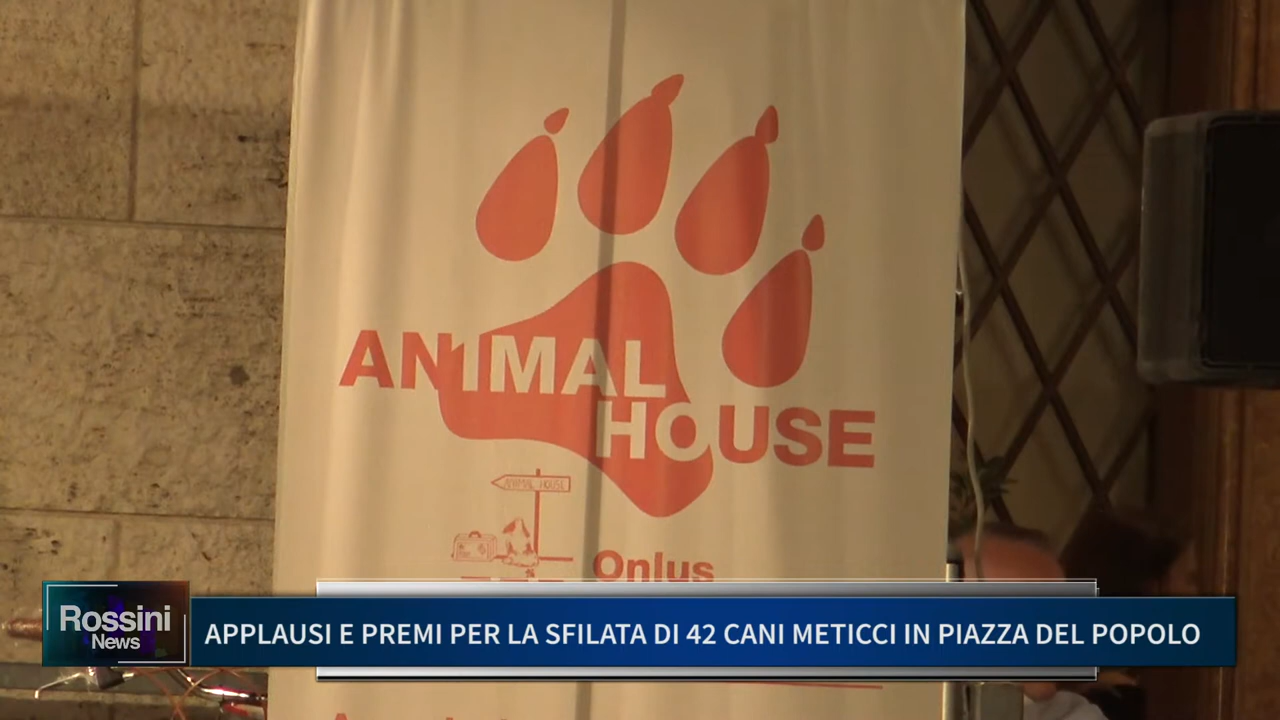 ANIMAL
HOUSE
ANIMAL HOUSE
Onlus
Rossini
News
APPLAUSI E PREMI PER LA SFILATA DI 42 CANI METICCI IN PIAZZA DEL POPOLO